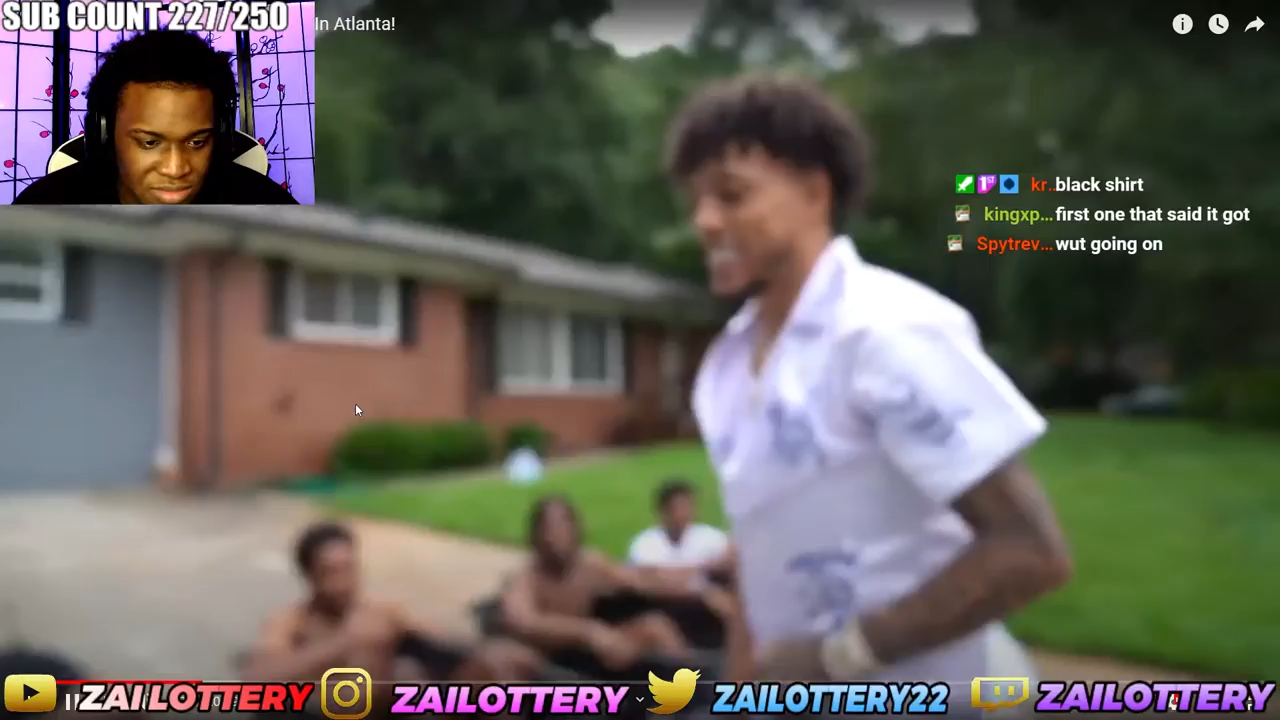 SUB COUNT 227/250
In Atlanta!
kr..black shirt
kingxp... first one that said it got
Spytrev... wut going on
ZAILOTTERY
ZAILOTTERY
ZAILOTTERY22
ZAILOTTERY